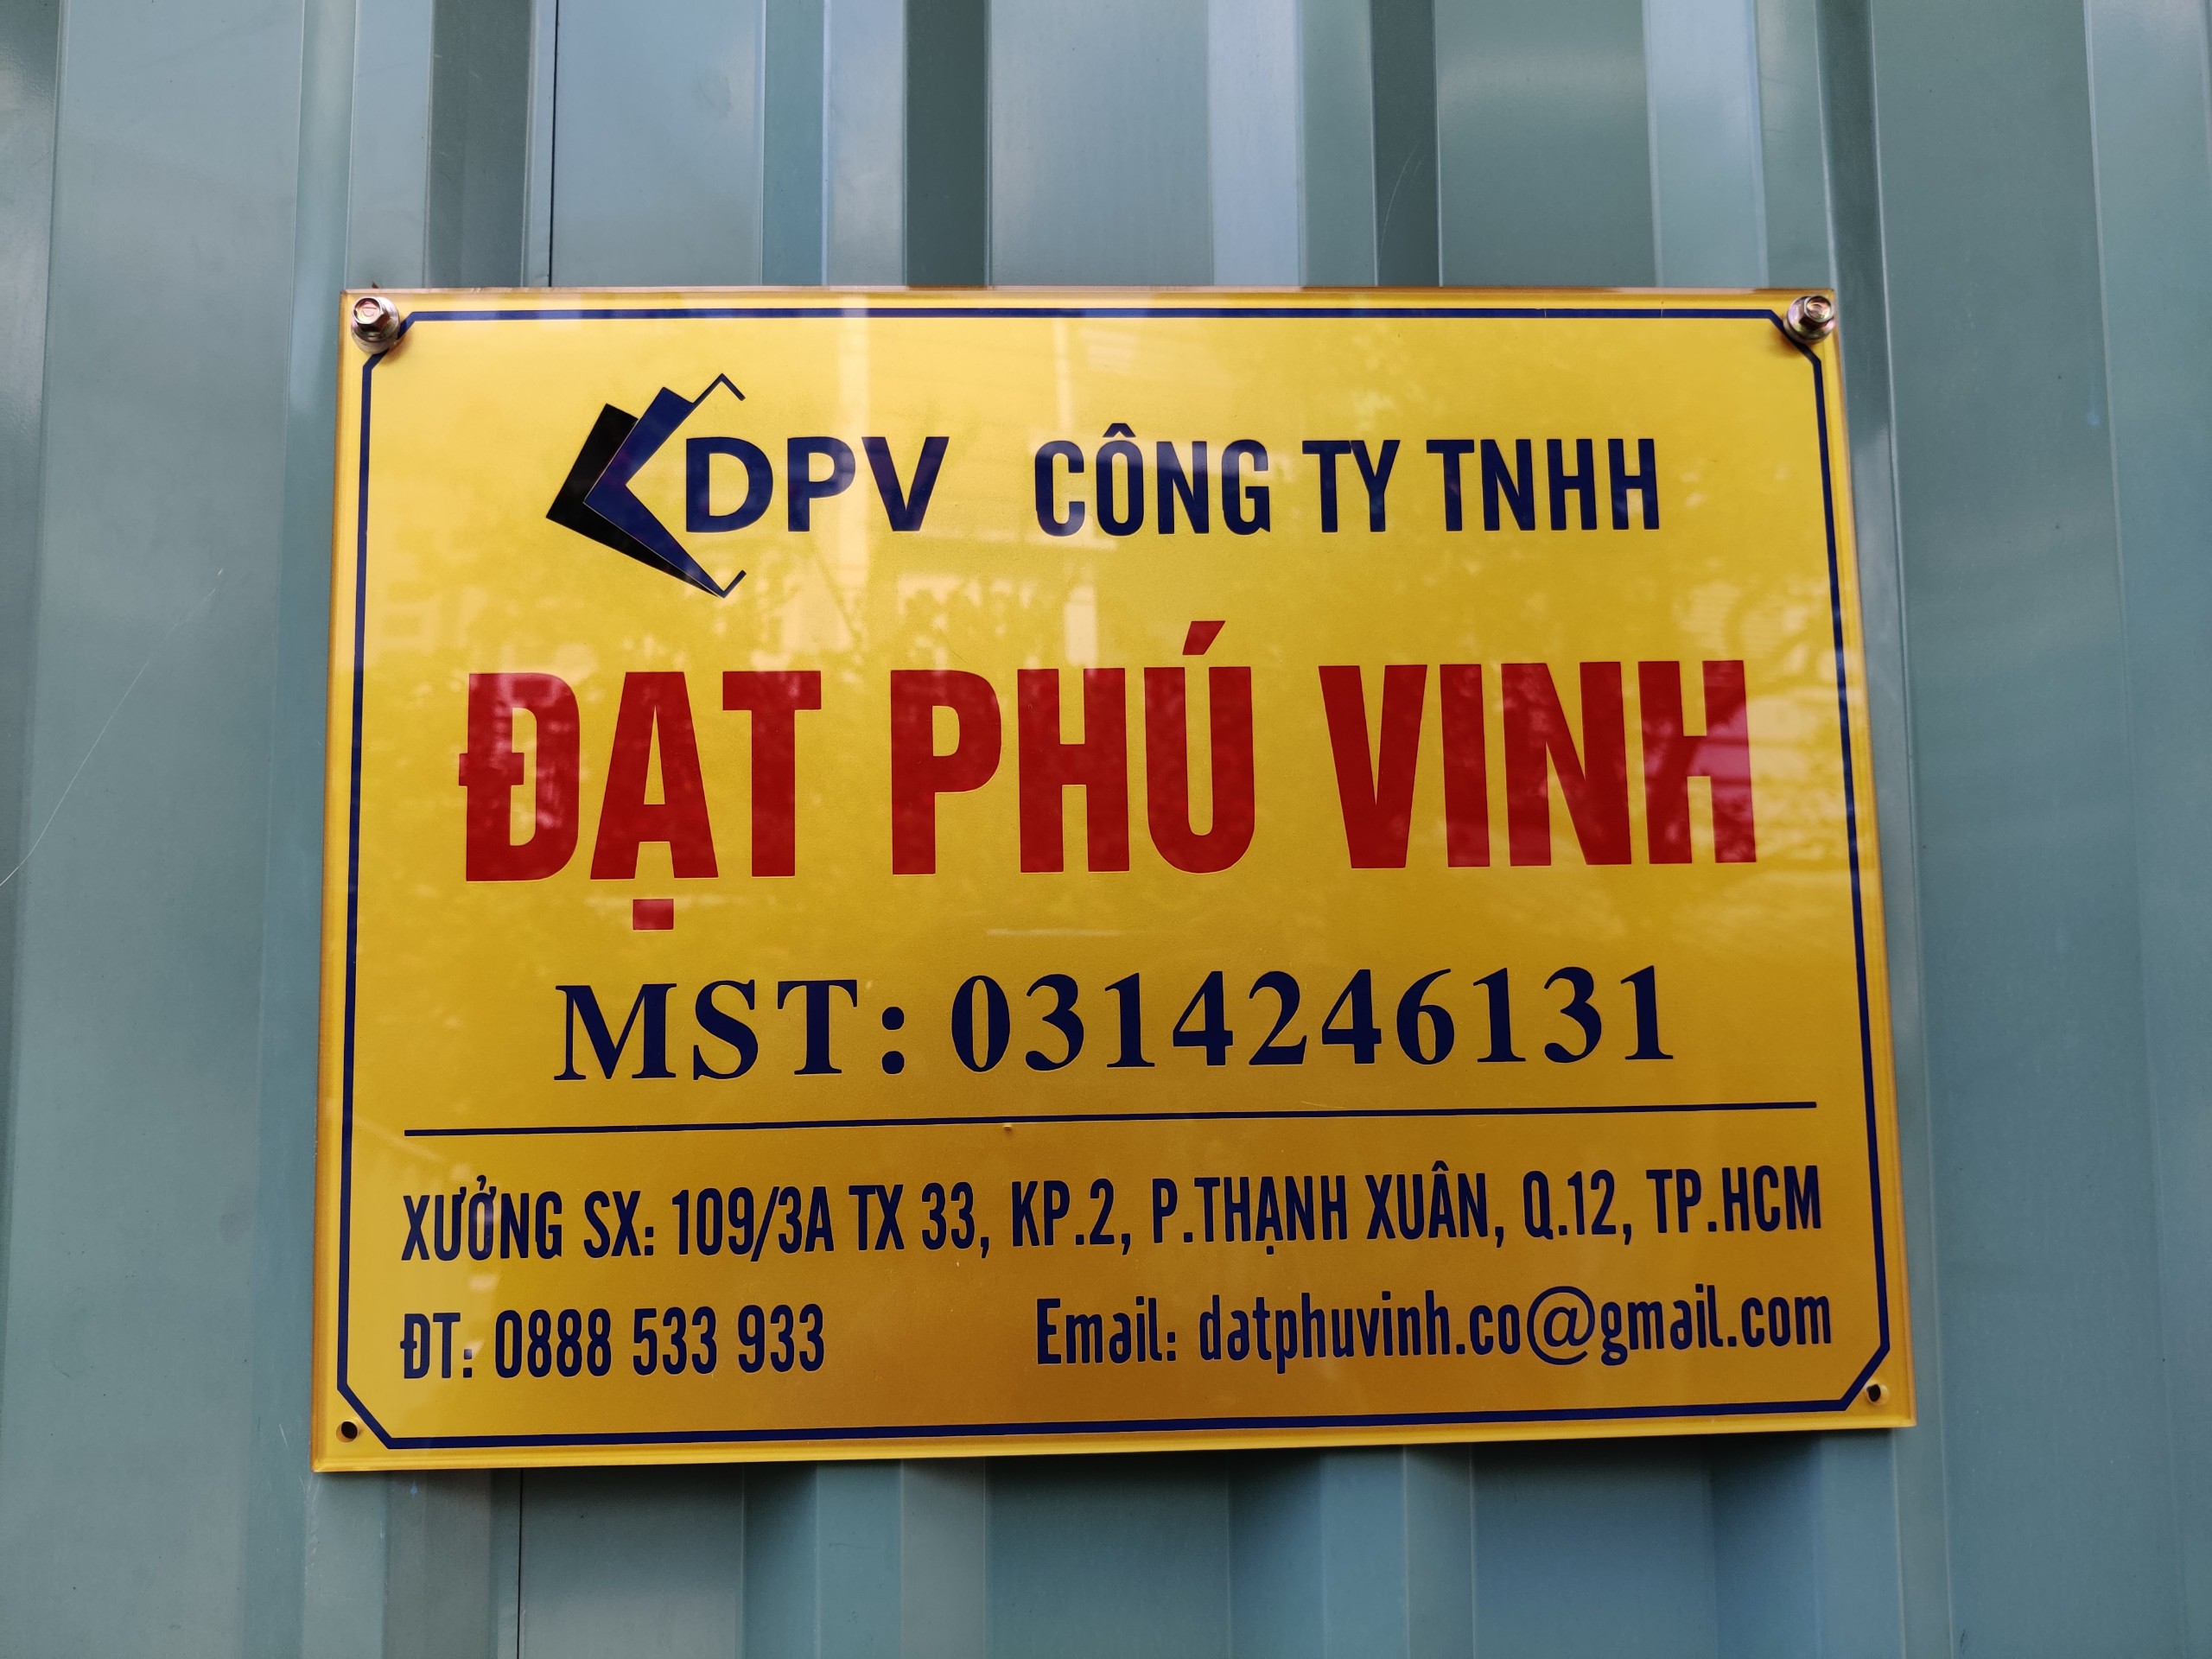 DPV CÔNG TY TNHH
ĐẠT PHÚ VINH
MST: 0314246131
XƯỞNG SX: 109/3A TX 33, KP.2, P.THẠNH XUÂN, Q.12, TP.HCM
ĐT: 0888 533 933 Email: datphuvinh.co@gmail.com